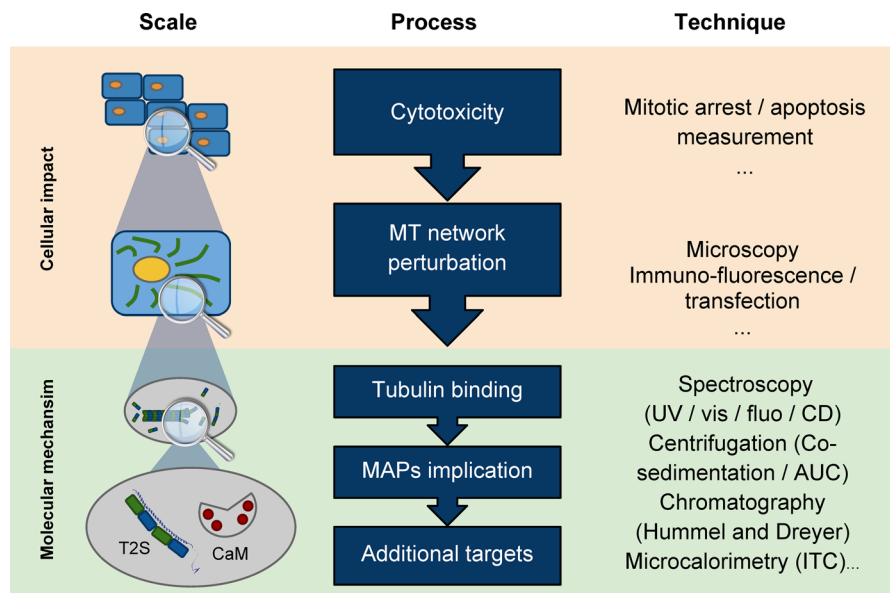 Scale
Process
Technique
Cellular impact
Cytotoxicity
Mitotic arrest / apoptosis
measurement
...
MT network
perturbation
Microscopy
Immuno-fluorescence /
transfection
...
Molecular mechansim
Tubulin binding
MAPs implication
Additional targets
Spectroscopy
(UV / vis / fluo / CD)
Centrifugation (Co-
sedimentation / AUC)
Chromatography
(Hummel and Dreyer)
Microcalorimetry (ITC)...
T2S
CaM